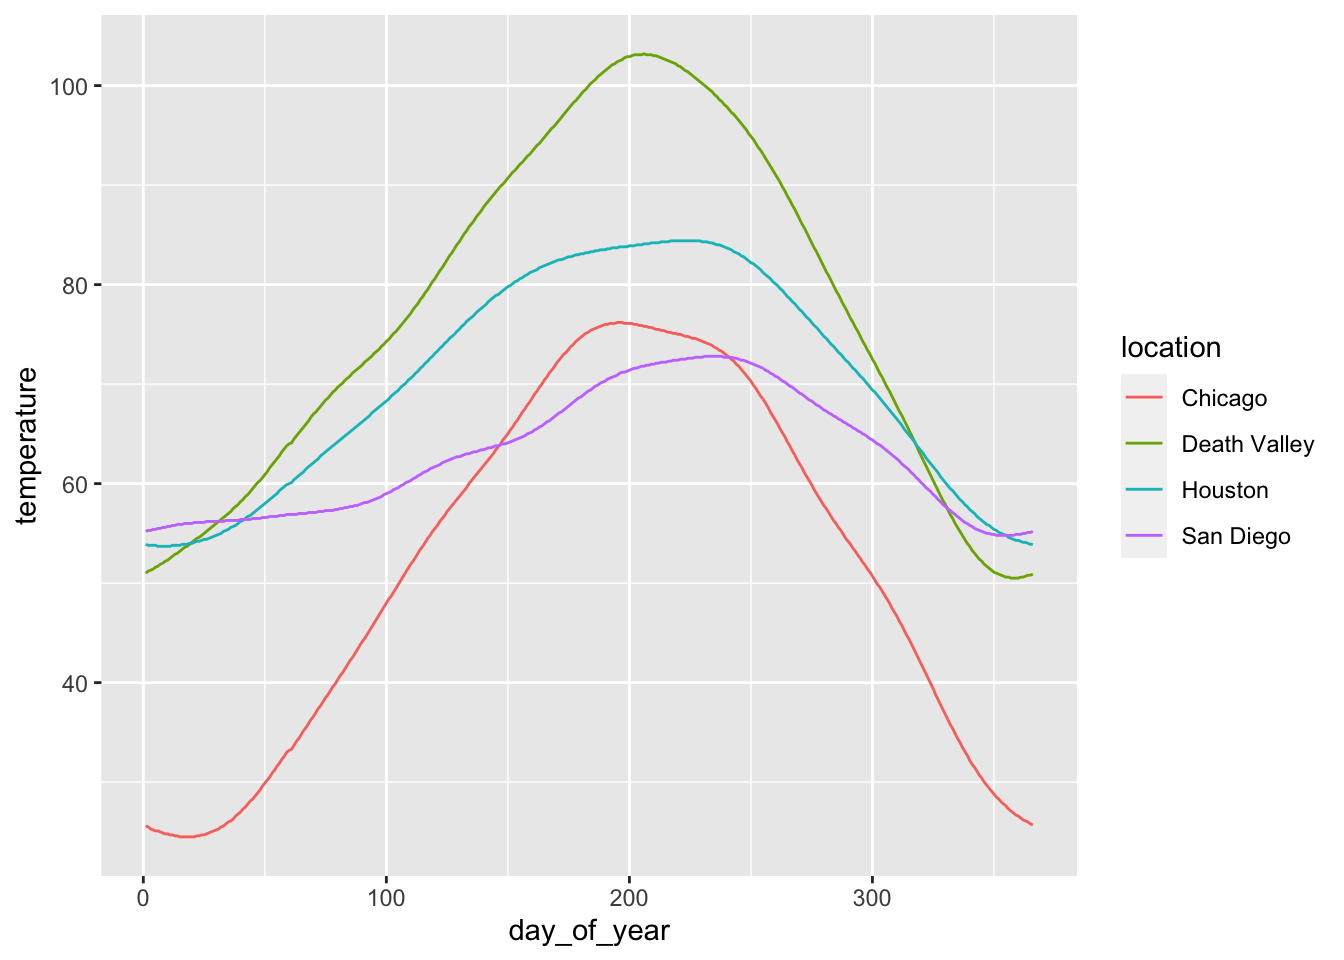 100
80
60
40
temperature
0
100
200
300
day_of_year
location
Chicago
Death Valley
Houston
San Diego